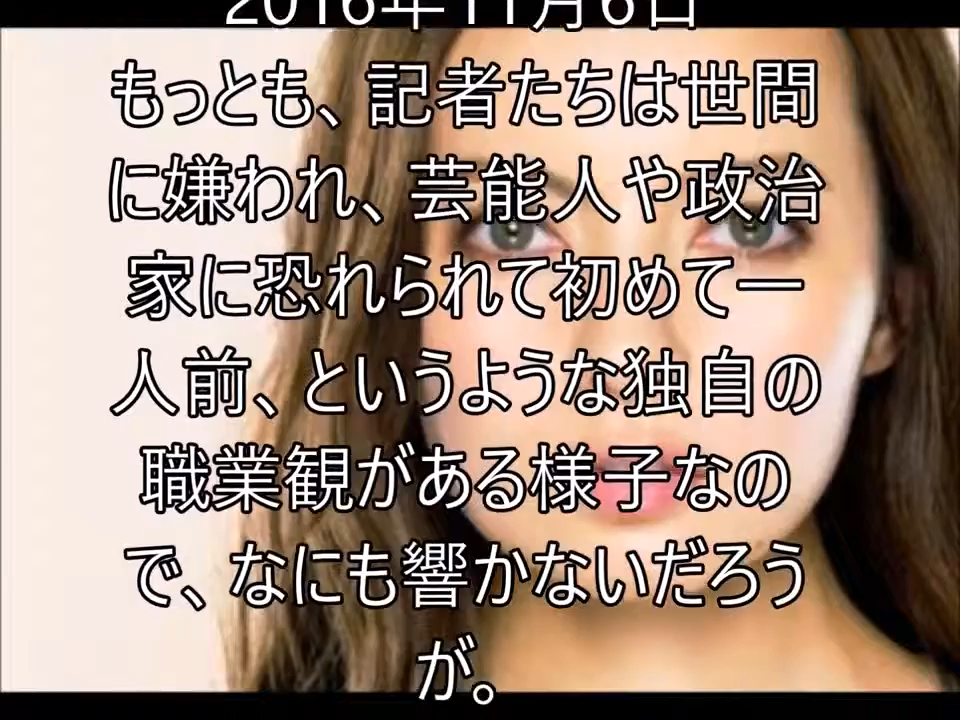 2016年11月6日
もっとも、記者たちは世間
に嫌われ、芸能人や政治
家に恐れられて初めて一
人前、というような独自の
職業観がある様子なの
で、なにも響かないだろう
が。